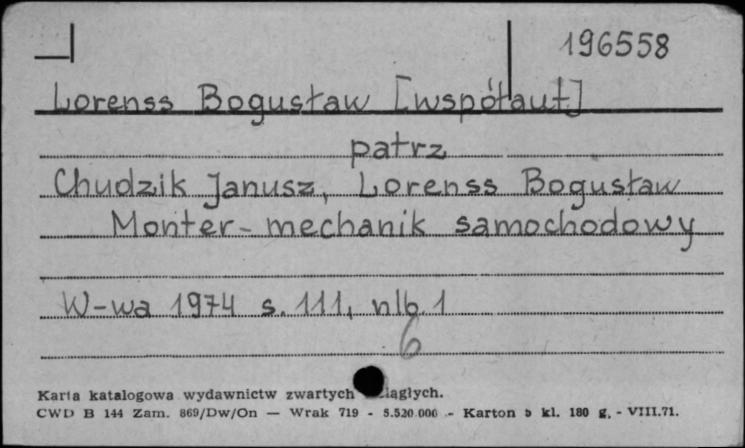 196558
Lorenss Bogusław [współaut]
patrz
Chudzik Janusz, Lorenss Bogusław
Monter-mechanik samochodowy
W-wa 1974 s. 111, nlb. 1
6
Karta katalogowa wydawnictw zwartych
CWD B 144 Zam. 869/Dw/On — Wrak 719 - 5.520.000 - Karton kl. 180 g, - VIII.71.